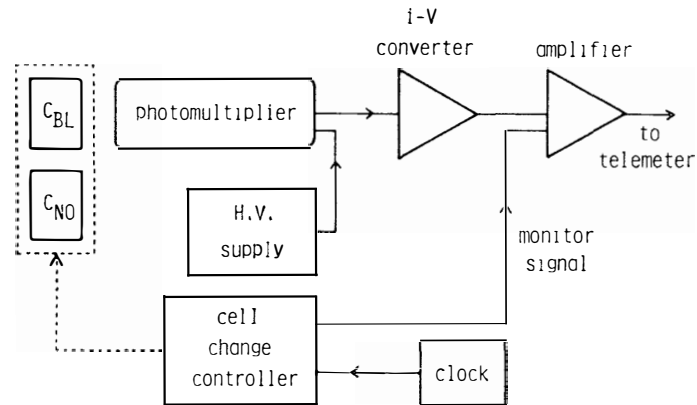 i-V
converter
amplifier
C_BL
photomultiplier
to
telemeter
C_NO
H.V.
supply
monitor
signal
cell
change
controller
clock